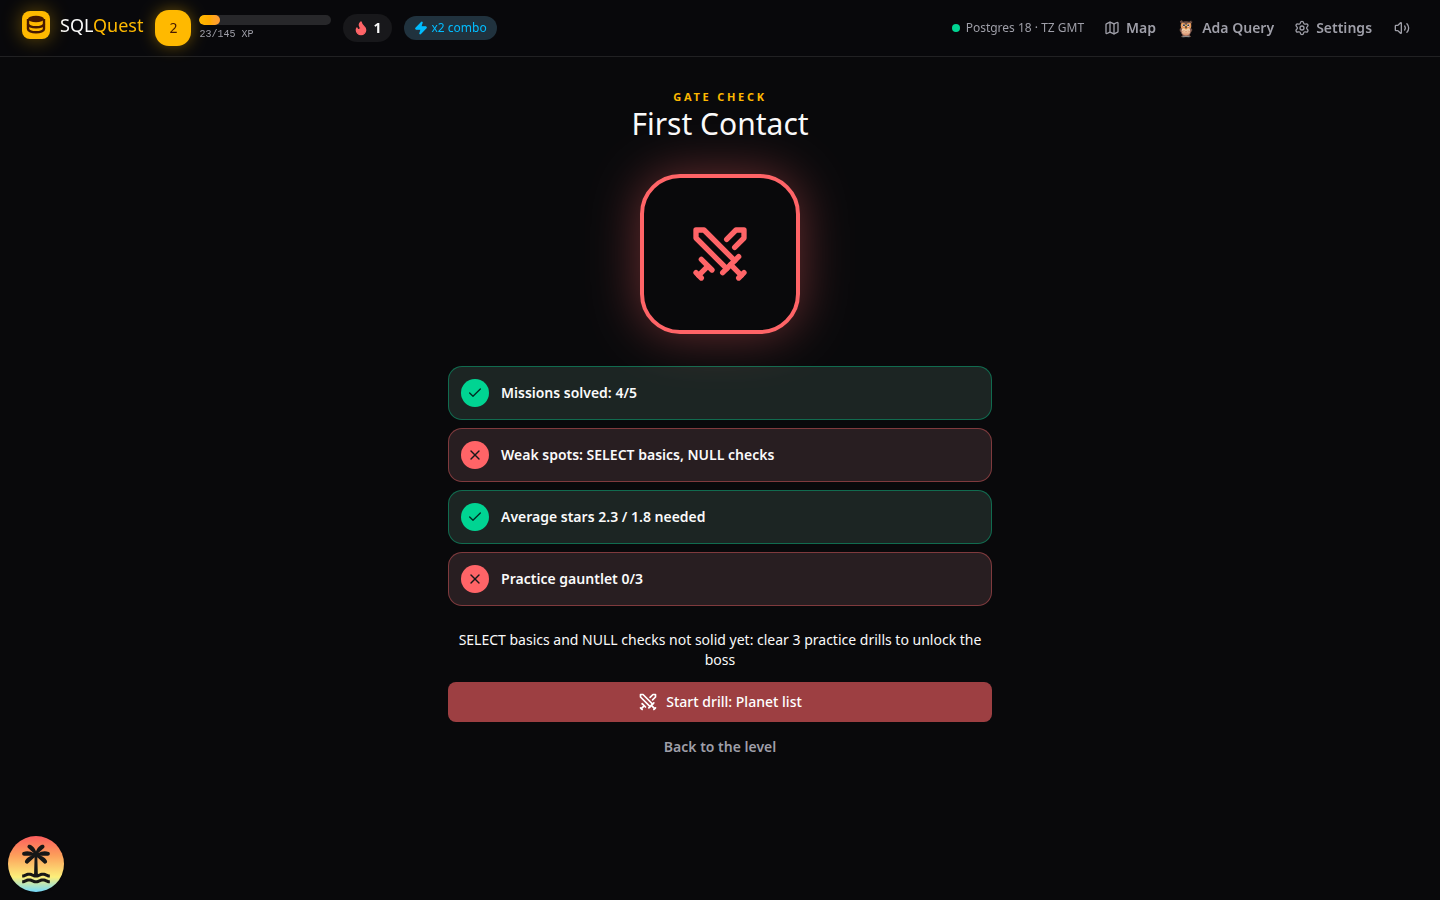 SQLQuest
2
23/145 XP
1
x2 combo
Postgres 18 · TZ GMT
Map
Ada Query
Settings
GATE CHECK
First Contact
Missions solved: 4/5
Weak spots: SELECT basics, NULL checks
Average stars 2.3 / 1.8 needed
Practice gauntlet 0/3
SELECT basics and NULL checks not solid yet: clear 3 practice drills to unlock the
boss
Start drill: Planet list
Back to the level